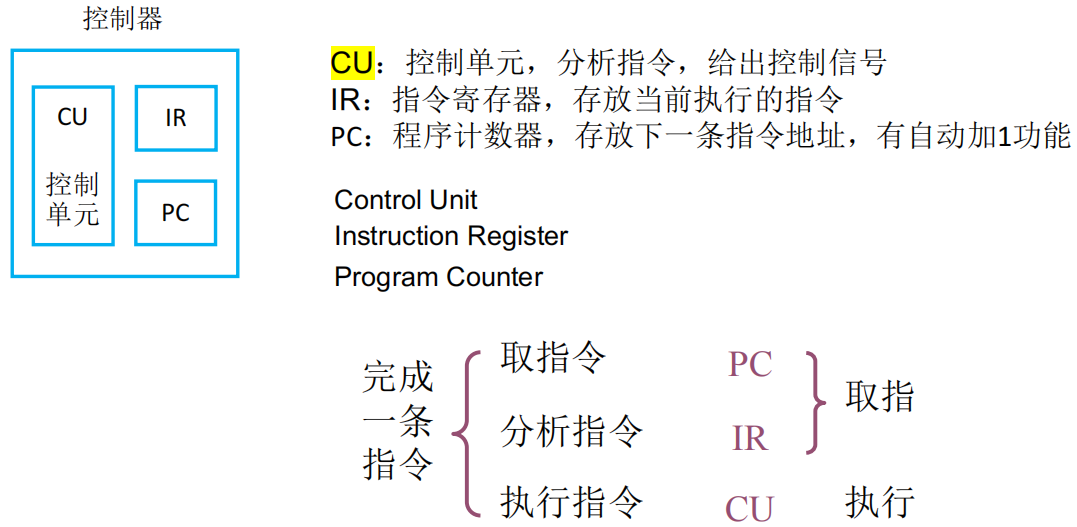 控制器
CU
控制
单元
IR
PC
CU：控制单元，分析指令，给出控制信号
IR：指令寄存器，存放当前执行的指令
PC：程序计数器，存放下一条指令地址，有自动加1功能
Control Unit
Instruction Register
Program Counter
完成
一条
指令
取指令 PC
分析指令 IR
取指
执行指令 CU 执行